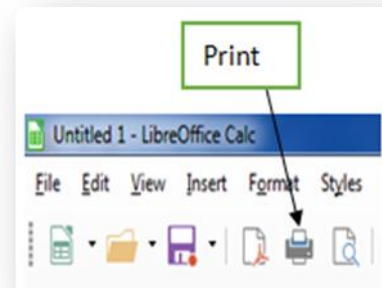 Print
Untitled 1 - LibreOffice Calc
File Edit View Insert Format Styles